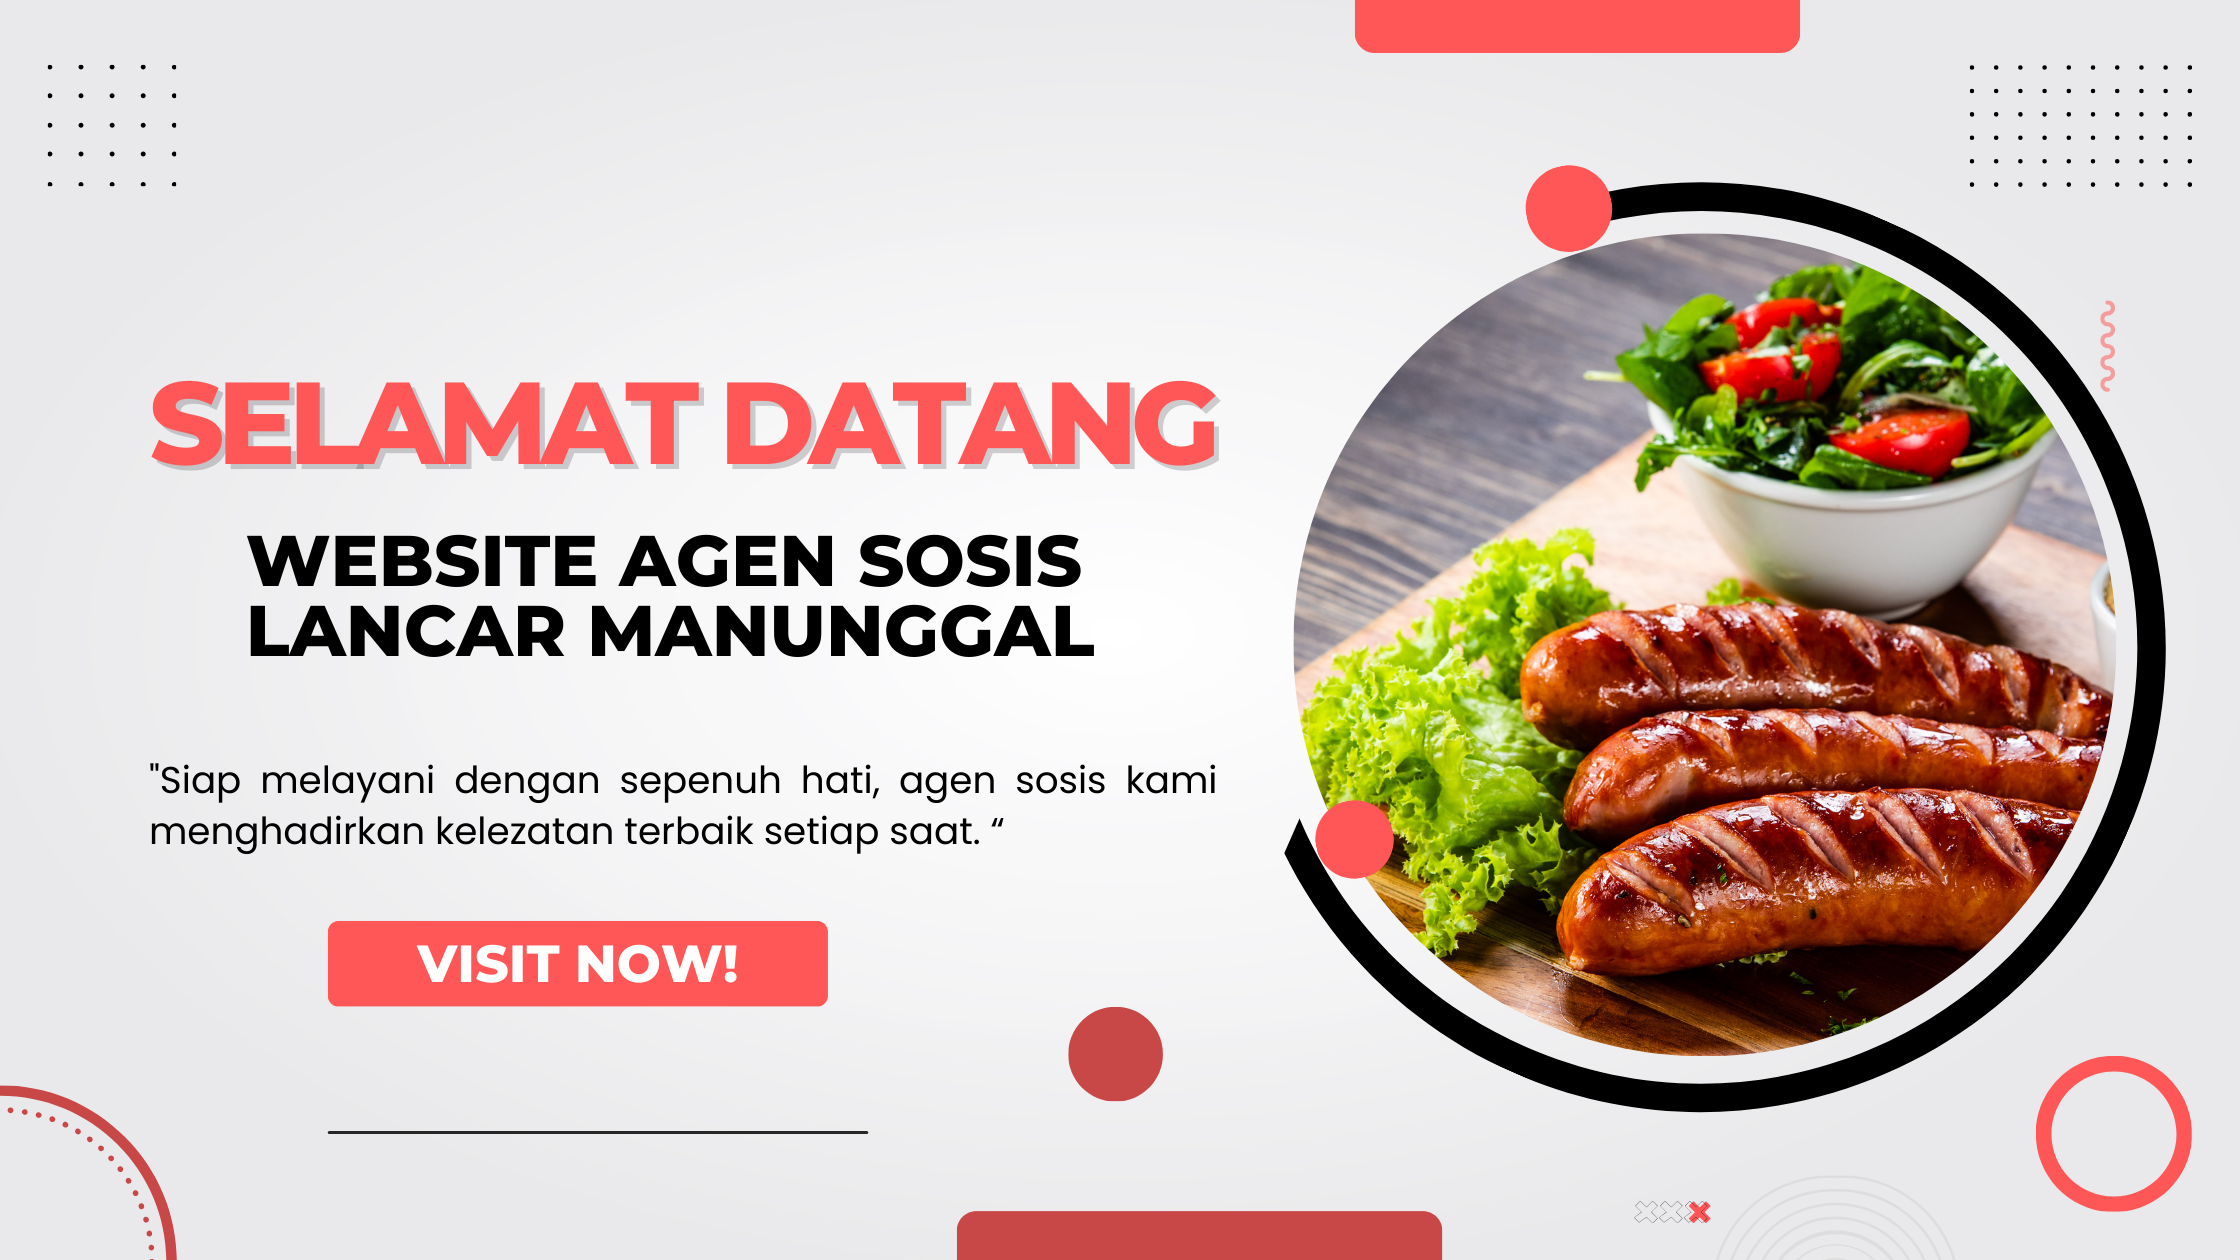 SELAMAT DATANG
WEBSITE AGEN SOSIS
LANCAR MANUNGGAL
"Siap melayani dengan sepenuh hati, agen sosis kami
menghadirkan kelezatan terbaik setiap saat. “
VISIT NOW!